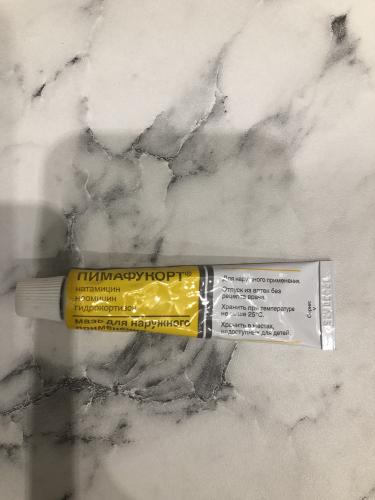 ПИМАФУКОРТ®
натамицин
неомицин
гидрокортизон
мазь для наружного
применения
Для наружного применения.
Отпуск из аптек без
рецепта врача.
Хранить при температуре
не выше 25°С.
Хранить в местах,
недоступных для детей.